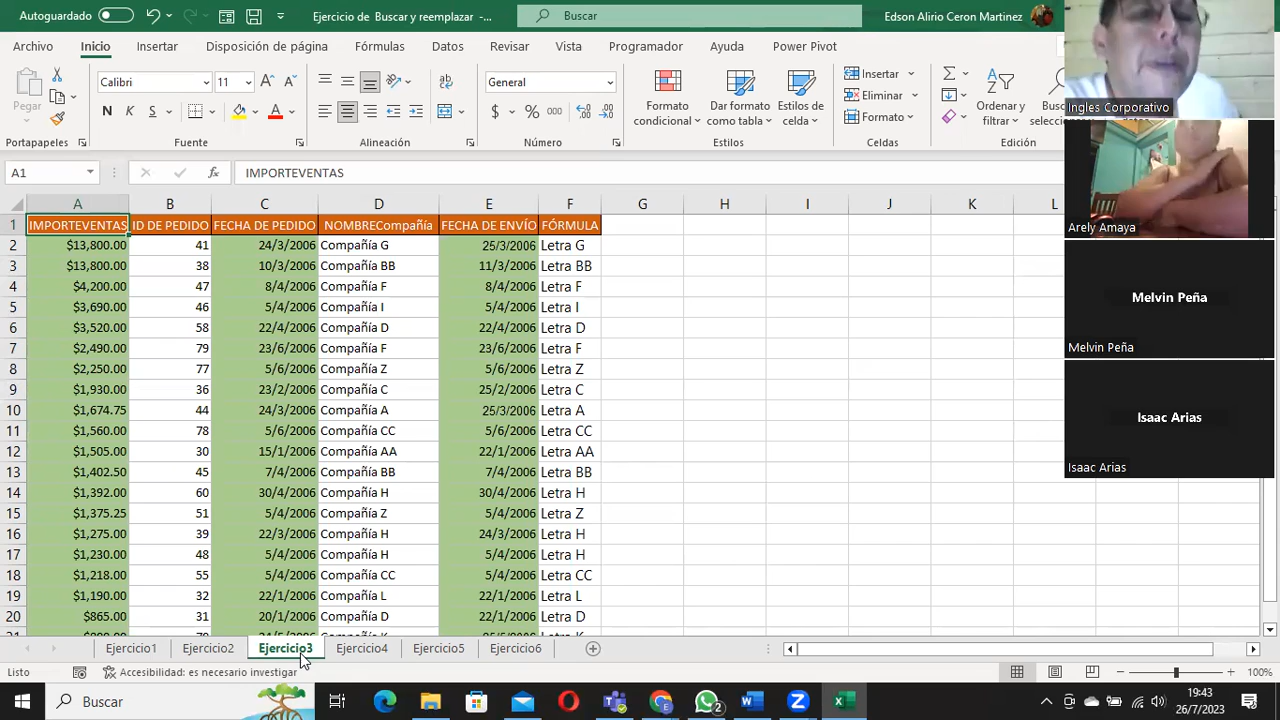 Autoguardado
Ejercicio de Buscar y reemplazar -...
Buscar
Edson Alirio Ceron Martinez
Archivo Inicio Insertar Disposición de página Fórmulas Datos Revisar Vista Programador Ayuda Power Pivot
Pegar
Calibri 11
N K S
General
$ % 000
Formato condicional
Dar formato como tabla
Estilos de celda
Insertar
Eliminar
Formato
Ordenar y filtrar
Portapapeles Fuente Alineación Número Estilos Celdas Edición
Ingles Corporativo
Arely Amaya
Melvin Peña
Melvin Peña
Isaac Arias
Isaac Arias
A1 fx IMPORTEVENTAS
A B C D E F G H I J K L
1 IMPORTEVENTAS ID DE PEDIDO FECHA DE PEDIDO NOMBRECompañía FECHA DE ENVÍO FÓRMULA
2 $13,800.00 41 24/3/2006 Compañía G 25/3/2006 Letra G
3 $13,800.00 38 10/3/2006 Compañía BB 11/3/2006 Letra BB
4 $4,200.00 47 8/4/2006 Compañía F 8/4/2006 Letra F
5 $3,690.00 46 5/4/2006 Compañía I 5/4/2006 Letra I
6 $3,520.00 58 22/4/2006 Compañía D 22/4/2006 Letra D
7 $2,490.00 79 23/6/2006 Compañía F 23/6/2006 Letra F
8 $2,250.00 77 5/6/2006 Compañía Z 5/6/2006 Letra Z
9 $1,930.00 36 23/2/2006 Compañía C 25/2/2006 Letra C
10 $1,674.75 44 24/3/2006 Compañía A 25/3/2006 Letra A
11 $1,560.00 78 5/6/2006 Compañía CC 5/6/2006 Letra CC
12 $1,505.00 30 15/1/2006 Compañía AA 22/1/2006 Letra AA
13 $1,402.50 45 7/4/2006 Compañía BB 7/4/2006 Letra BB
14 $1,392.00 60 30/4/2006 Compañía H 30/4/2006 Letra H
15 $1,375.25 51 5/4/2006 Compañía Z 5/4/2006 Letra Z
16 $1,275.00 39 22/3/2006 Compañía H 24/3/2006 Letra H
17 $1,230.00 48 5/4/2006 Compañía H 5/4/2006 Letra H
18 $1,218.00 55 5/4/2006 Compañía CC 5/4/2006 Letra CC
19 $1,190.00 32 22/1/2006 Compañía L 22/1/2006 Letra L
20 $865.00 31 20/1/2006 Compañía D 22/1/2006 Letra D
Ejercicio1 Ejercicio2 Ejercicio3 Ejercicio4 Ejercicio5 Ejercicio6
Listo Accesibilidad: es necesario investigar 100%
Buscar
2
19:43
26/7/2023